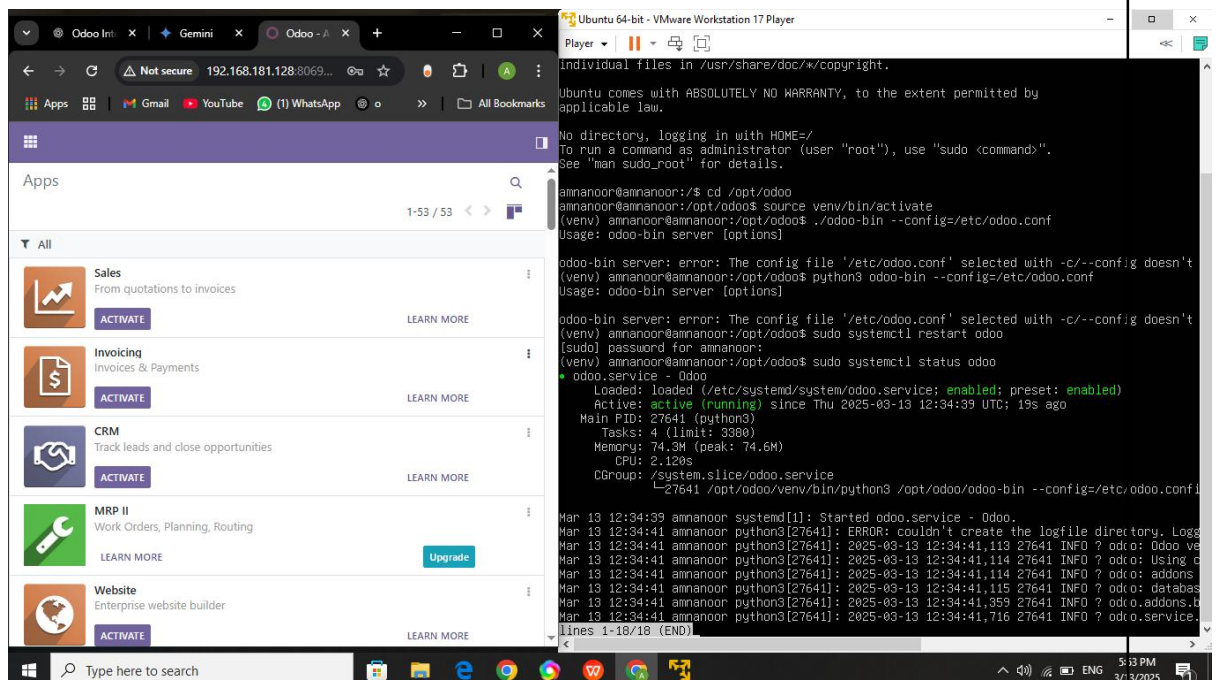 Odoo Int
Gemini
Odoo - A
Not secure 192.168.181.128:8069...
A
Apps
Gmail
YouTube
(1) WhatsApp
o
»
All Bookmarks
Apps
1-53 / 53
All
Sales
From quotations to invoices
ACTIVATE
LEARN MORE
Invoicing
Invoices & Payments
ACTIVATE
LEARN MORE
CRM
Track leads and close opportunities
ACTIVATE
LEARN MORE
MRP II
Work Orders, Planning, Routing
LEARN MORE
Upgrade
Website
Enterprise website builder
ACTIVATE
LEARN MORE
Ubuntu 64-bit - VMware Workstation 17 Player
Player
individual files in /usr/share/doc/*/copyright.
Ubuntu comes with ABSOLUTELY NO WARRANTY, to the extent permitted by
applicable law.
No directory, logging in with HOME=/
To run a command as administrator (user "root"), use "sudo <command>".
See "man sudo_root" for details.
amnanoor@amnanoor:/$ cd /opt/odoo
amnanoor@amnanoor:/opt/odoo$ source venv/bin/activate
(venv) amnanoor@amnanoor:/opt/odoo$ ./odoo-bin --config=/etc/odoo.conf
Usage: odoo-bin server [options]
odoo-bin server: error: The config file '/etc/odoo.conf' selected with -c/--config doesn't
(venv) amnanoor@amnanoor:/opt/odoo$ python3 odoo-bin --config=/etc/odoo.conf
Usage: odoo-bin server [options]
odoo-bin server: error: The config file '/etc/odoo.conf' selected with -c/--config doesn't
(venv) amnanoor@amnanoor:/opt/odoo$ sudo systemctl restart odoo
[sudo] password for amnanoor:
(venv) amnanoor@amnanoor:/opt/odoo$ sudo systemctl status odoo
● odoo.service - Odoo
Loaded: loaded (/etc/systemd/system/odoo.service; enabled; preset: enabled)
Active: active (running) since Thu 2025-03-13 12:34:39 UTC; 19s ago
Main PID: 27641 (python3)
Tasks: 4 (limit: 3380)
Memory: 74.3M (peak: 74.6M)
CPU: 2.120s
CGroup: /system.slice/odoo.service
└─27641 /opt/odoo/venv/bin/python3 /opt/odoo/odoo-bin --config=/etc/odoo.confi
Mar 13 12:34:39 amnanoor systemd[1]: Started odoo.service - Odoo.
Mar 13 12:34:41 amnanoor python3[27641]: ERROR: couldn't create the logfile directory. Logg
Mar 13 12:34:41 amnanoor python3[27641]: 2025-03-13 12:34:41,113 27641 INFO ? odoo: Odoo ve
Mar 13 12:34:41 amnanoor python3[27641]: 2025-03-13 12:34:41,114 27641 INFO ? odoo: Using c
Mar 13 12:34:41 amnanoor python3[27641]: 2025-03-13 12:34:41,114 27641 INFO ? odoo: addons
Mar 13 12:34:41 amnanoor python3[27641]: 2025-03-13 12:34:41,115 27641 INFO ? odoo: databas
Mar 13 12:34:41 amnanoor python3[27641]: 2025-03-13 12:34:41,359 27641 INFO ? odoo.addons.b
Mar 13 12:34:41 amnanoor python3[27641]: 2025-03-13 12:34:41,716 27641 INFO ? odoo.service.
lines 1-18/18 (END)
Type here to search
ENG
5:53 PM
3/13/2025